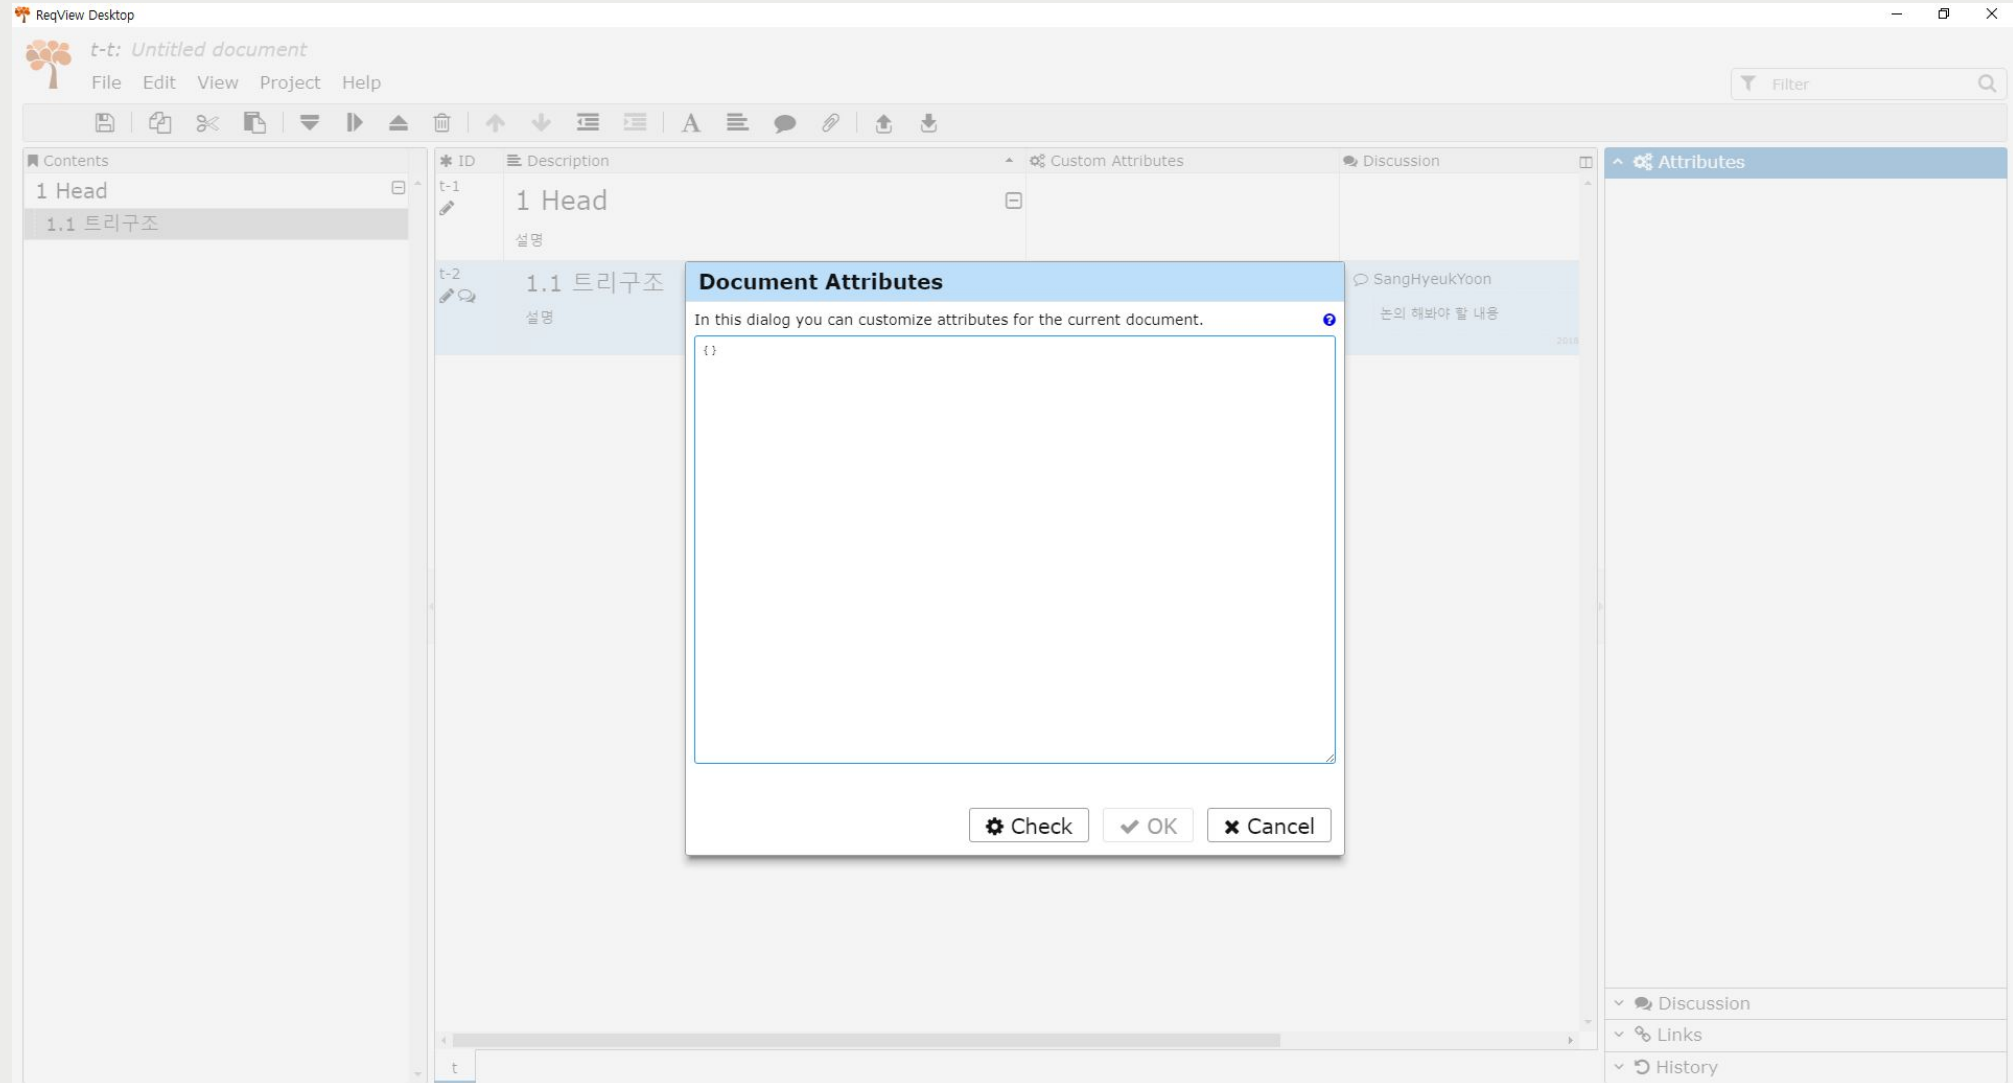 ReqView Desktop
t-t: Untitled document
File Edit View Project Help
Filter
Contents
1 Head
1.1 트리구조
ID
Description
Custom Attributes
Discussion
t-1
1 Head
설명
t-2
1.1 트리구조
설명
SangHyeukYoon
논의 해봐야 할 내용
2018
Document Attributes
In this dialog you can customize attributes for the current document.
{}
Check
OK
Cancel
Attributes
Discussion
Links
History
t